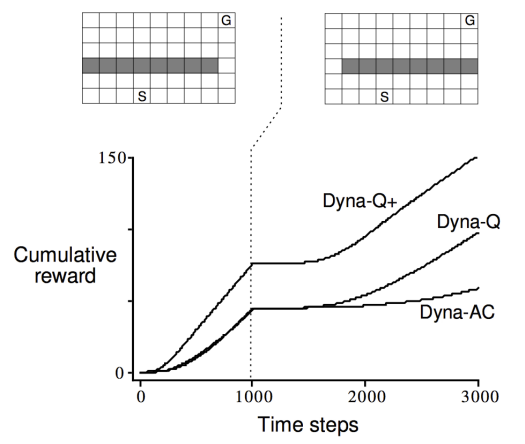 G
G
S
S
150
Dyna-Q+
Dyna-Q
Cumulative
reward
Dyna-AC
0
0
1000
2000
3000
Time steps